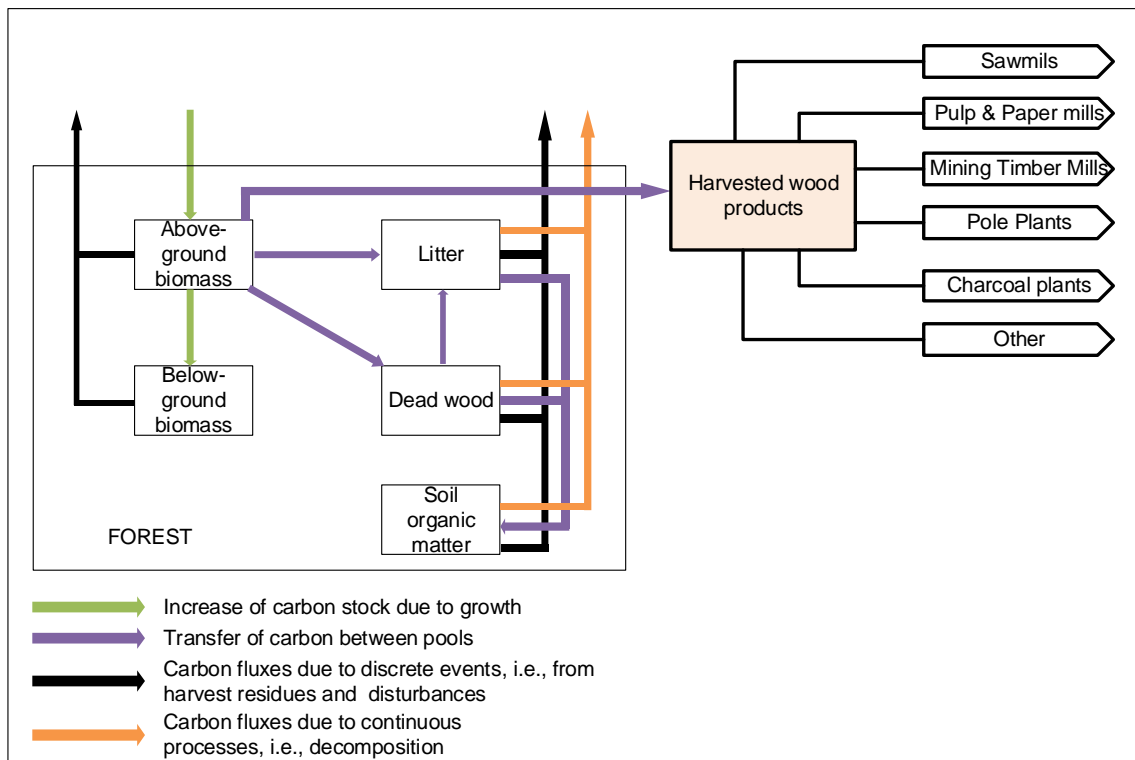 Sawmils
Pulp & Paper mills
Mining Timber Mills
Pole Plants
Charcoal plants
Other
Harvested wood
products
Above-
ground
biomass
Litter
Below-
ground
biomass
Dead wood
Soil
organic
matter
FOREST
Increase of carbon stock due to growth
Transfer of carbon between pools
Carbon fluxes due to discrete events, i.e., from
harvest residues and disturbances
Carbon fluxes due to continuous
processes, i.e., decomposition